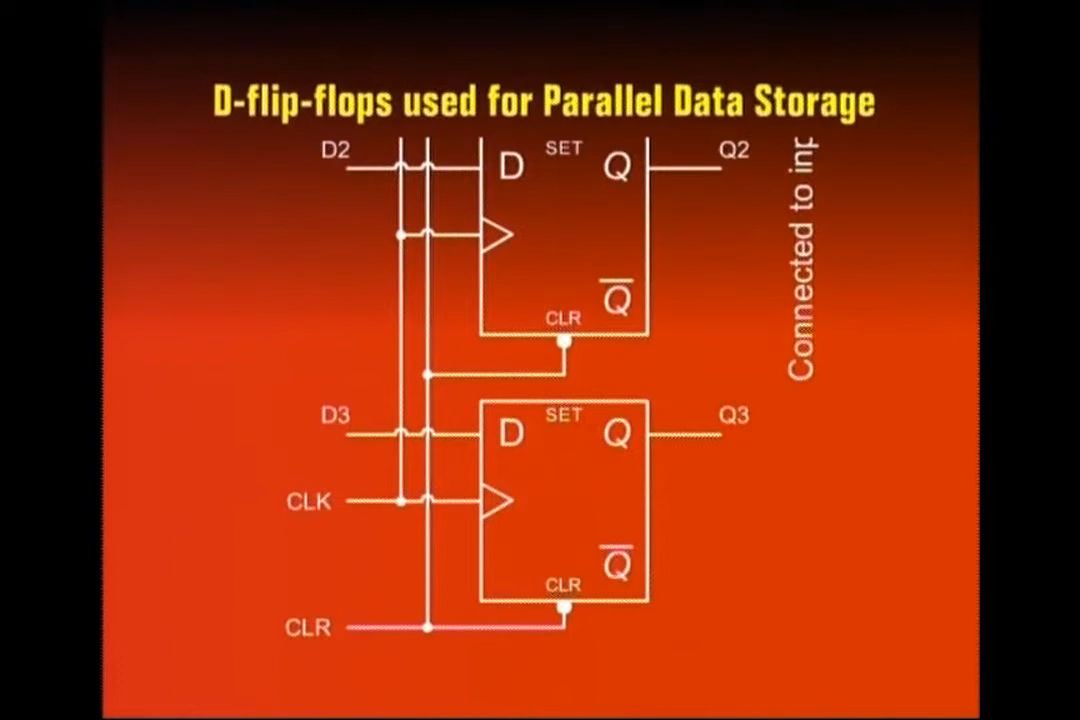 D-flip-flops used for Parallel Data Storage
D2
D
SET
Q
Q2
Connected to
Q̅
CLR
D3
D
SET
Q
Q3
CLK
Q̅
CLR
CLR